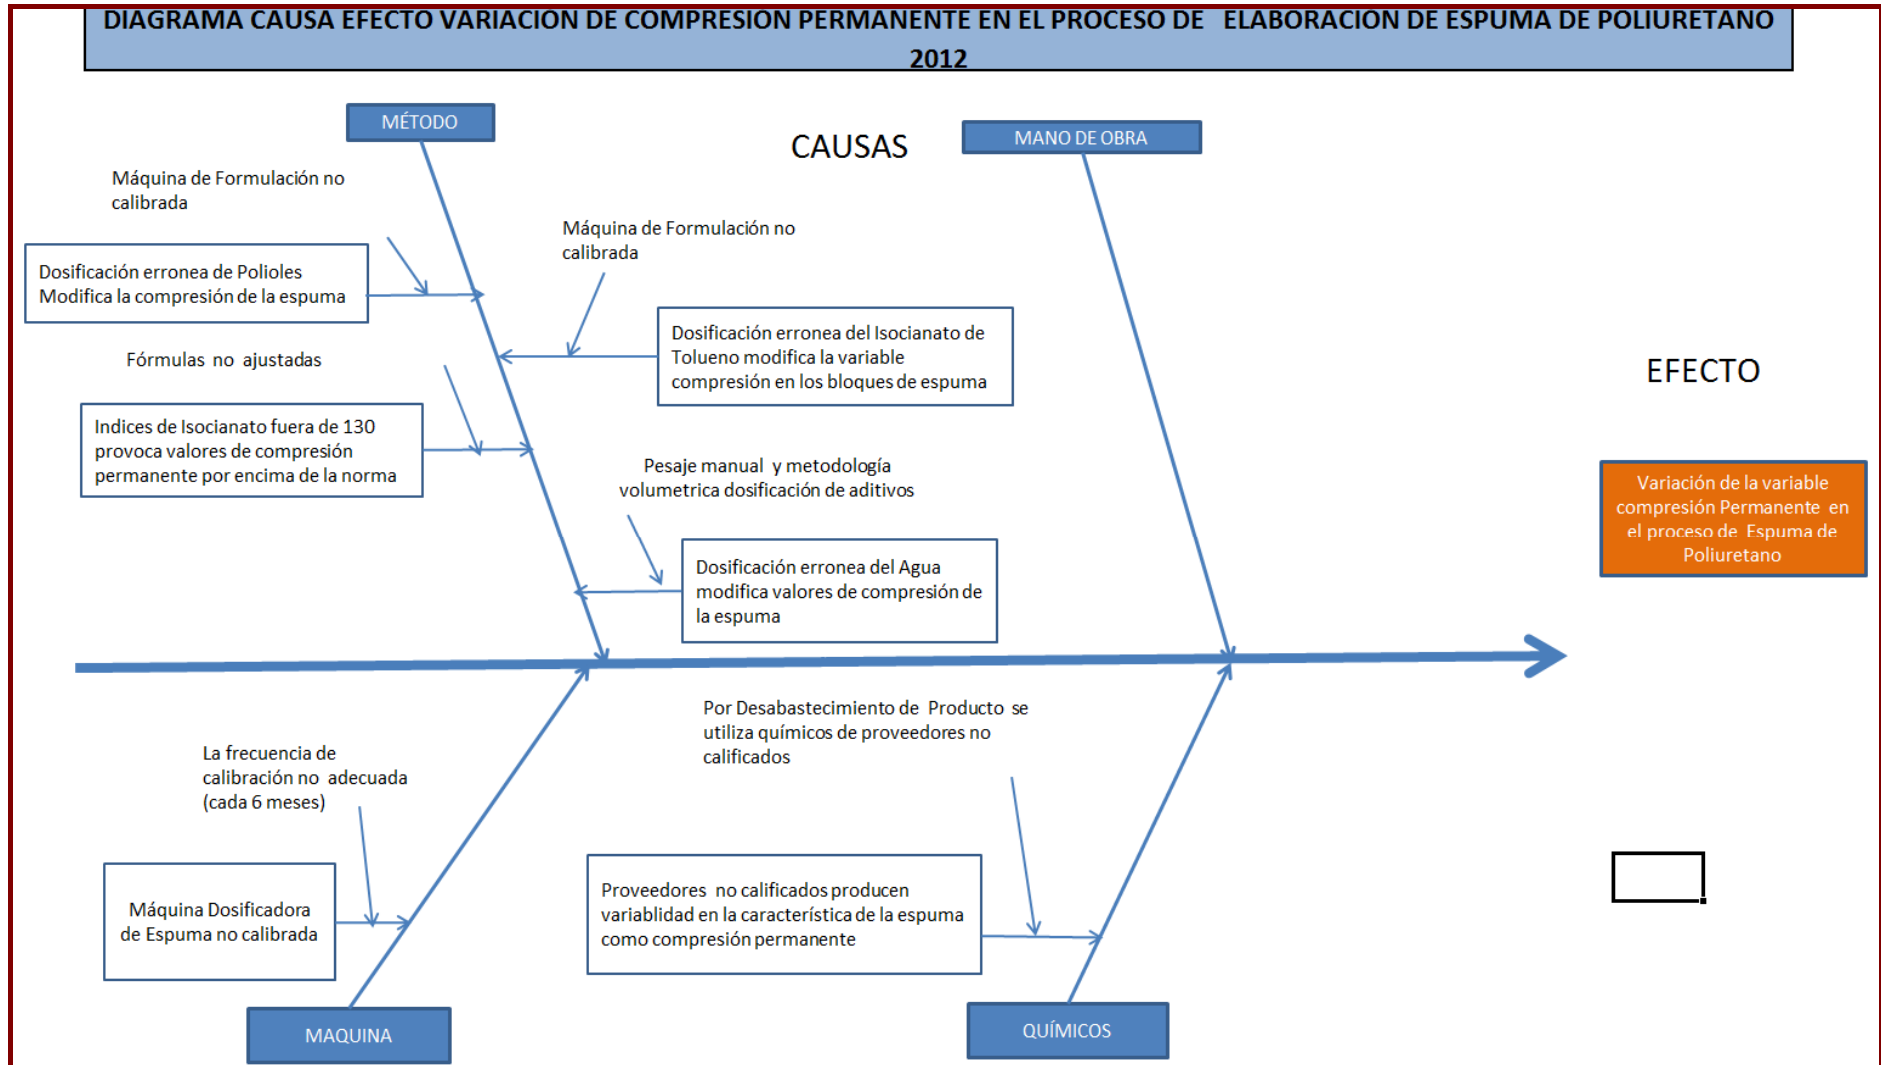 DIAGRAMA CAUSA EFECTO VARIACIÓN DE COMPRESIÓN PERMANENTE EN EL PROCESO DE ELABORACIÓN DE ESPUMA DE POLIURETANO
2012
MÉTODO
CAUSAS
MANO DE OBRA
Máquina de Formulación no
calibrada
Máquina de Formulación no
calibrada
Dosificación erronea de Polioles
Modifica la compresión de la espuma
Dosificación erronea del Isocianato de
Tolueno modifica la variable
compresión en los bloques de espuma
Fórmulas no ajustadas
EFECTO
Indices de Isocianato fuera de 130
provoca valores de compresión
permanente por encima de la norma
Pesaje manual y metodología
volumetrica dosificación de aditivos
Variación de la variable
compresión Permanente en
el proceso de Espuma de
Poliuretano
Dosificación erronea del Agua
modifica valores de compresión de
la espuma
Por Desabastecimiento de Producto se
utiliza químicos de proveedores no
calificados
La frecuencia de
calibración no adecuada
(cada 6 meses)
Máquina Dosificadora
de Espuma no calibrada
Proveedores no calificados producen
variablidad en la característica de la espuma
como compresión permanente
MAQUINA
QUÍMICOS